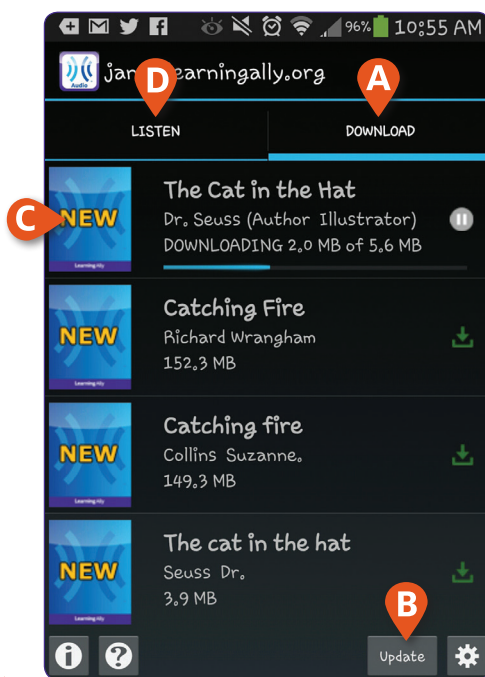 96% 10:55 AM
Audio
jan earningally.org
D
A
LISTEN
DOWNLOAD
C
NEW
Learning Ally
The Cat in the Hat
Dr. Seuss (Author Illustrator)
DOWNLOADING 2.0 MB of 5.6 MB
NEW
Learning Ally
Catching Fire
Richard Wrangham
152.3 MB
NEW
Learning Ally
Catching fire
Collins Suzanne.
149.3 MB
NEW
Learning Ally
The cat in the hat
Seuss Dr.
3.9 MB
B
Update